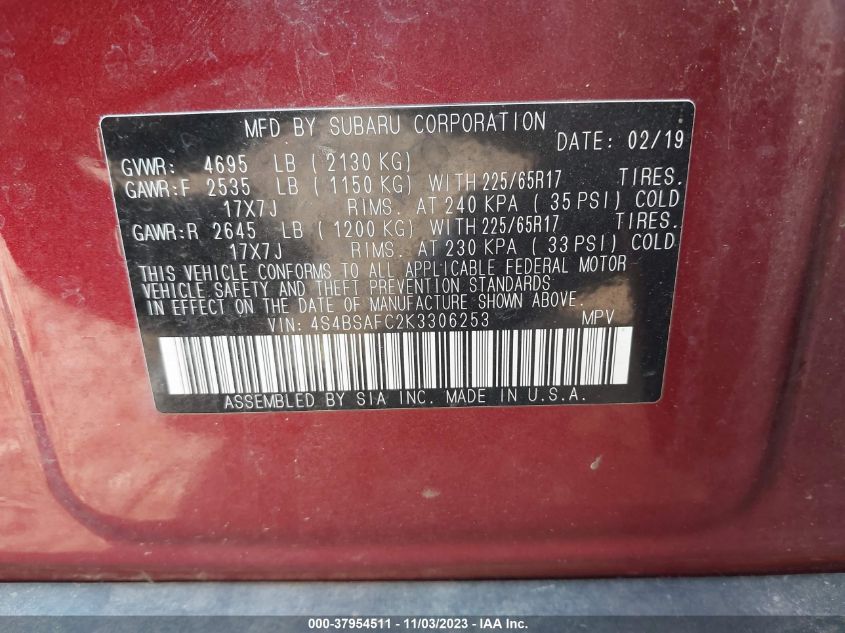 MFD BY SUBARU CORPORATION
DATE: 02/19
GVWR: 4695 LB ( 2130 KG)
GAWR:F 2535 LB ( 1150 KG) WITH 225/65R17 TIRES.
17X7J RIMS. AT 240 KPA ( 35 PSI) COLD
GAWR:R 2645 LB ( 1200 KG) WITH 225/65R17 TIRES.
17X7J RIMS. AT 230 KPA ( 33 PSI) COLD
THIS VEHICLE CONFORMS TO ALL APPLICABLE FEDERAL MOTOR
VEHICLE SAFETY AND THEFT PREVENTION STANDARDS
IN EFFECT ON THE DATE OF MANUFACTURE SHOWN ABOVE.
VIN: 4S4BSAFC2K3306253 MPV
ASSEMBLED BY SIA INC. MADE IN U.S.A.
000-37954511 - 11/03/2023 - IAA Inc.